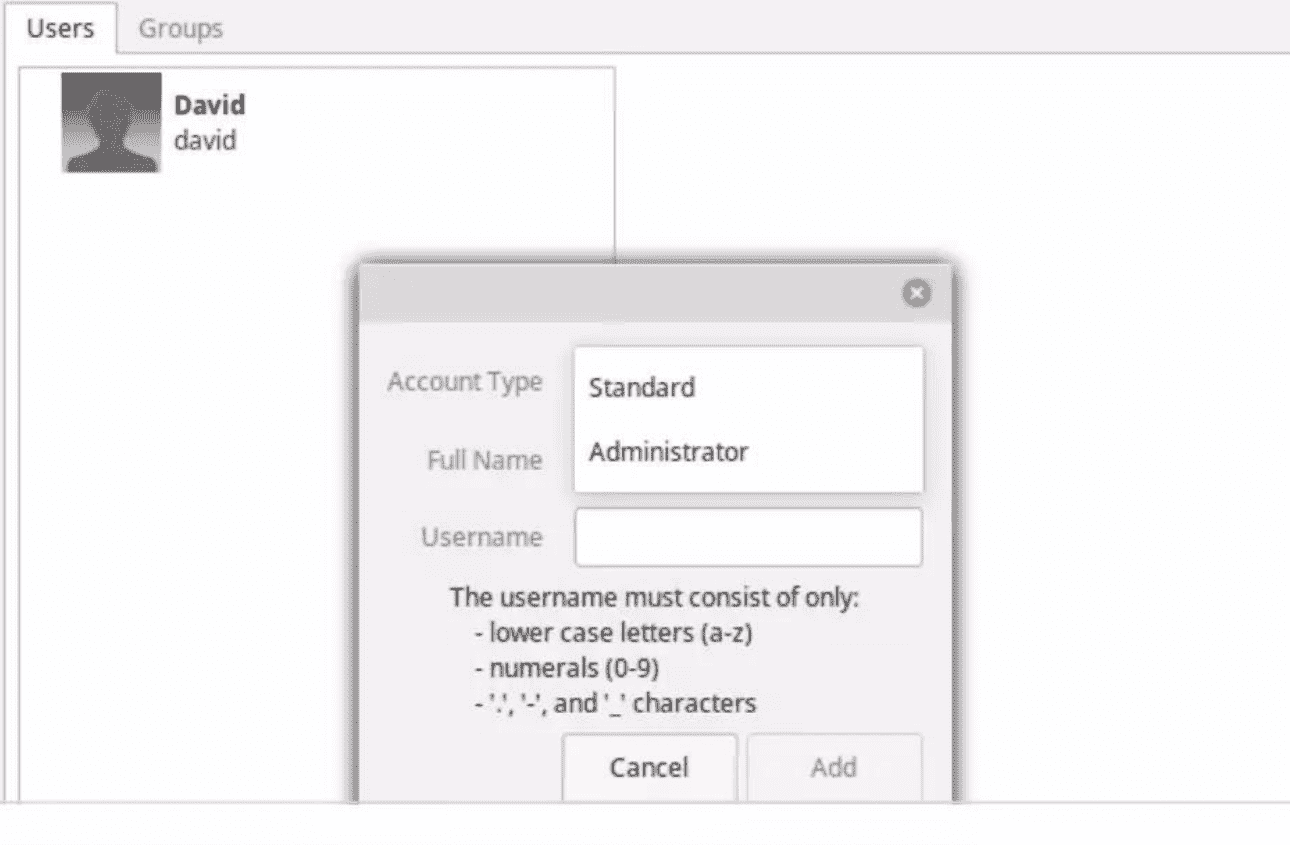 Users Groups
David
david
Account Type Standard
Full Name Administrator
Username
The username must consist of only:
- lower case letters (a-z)
- numerals (0-9)
- '.', '-', and '_' characters
Cancel Add